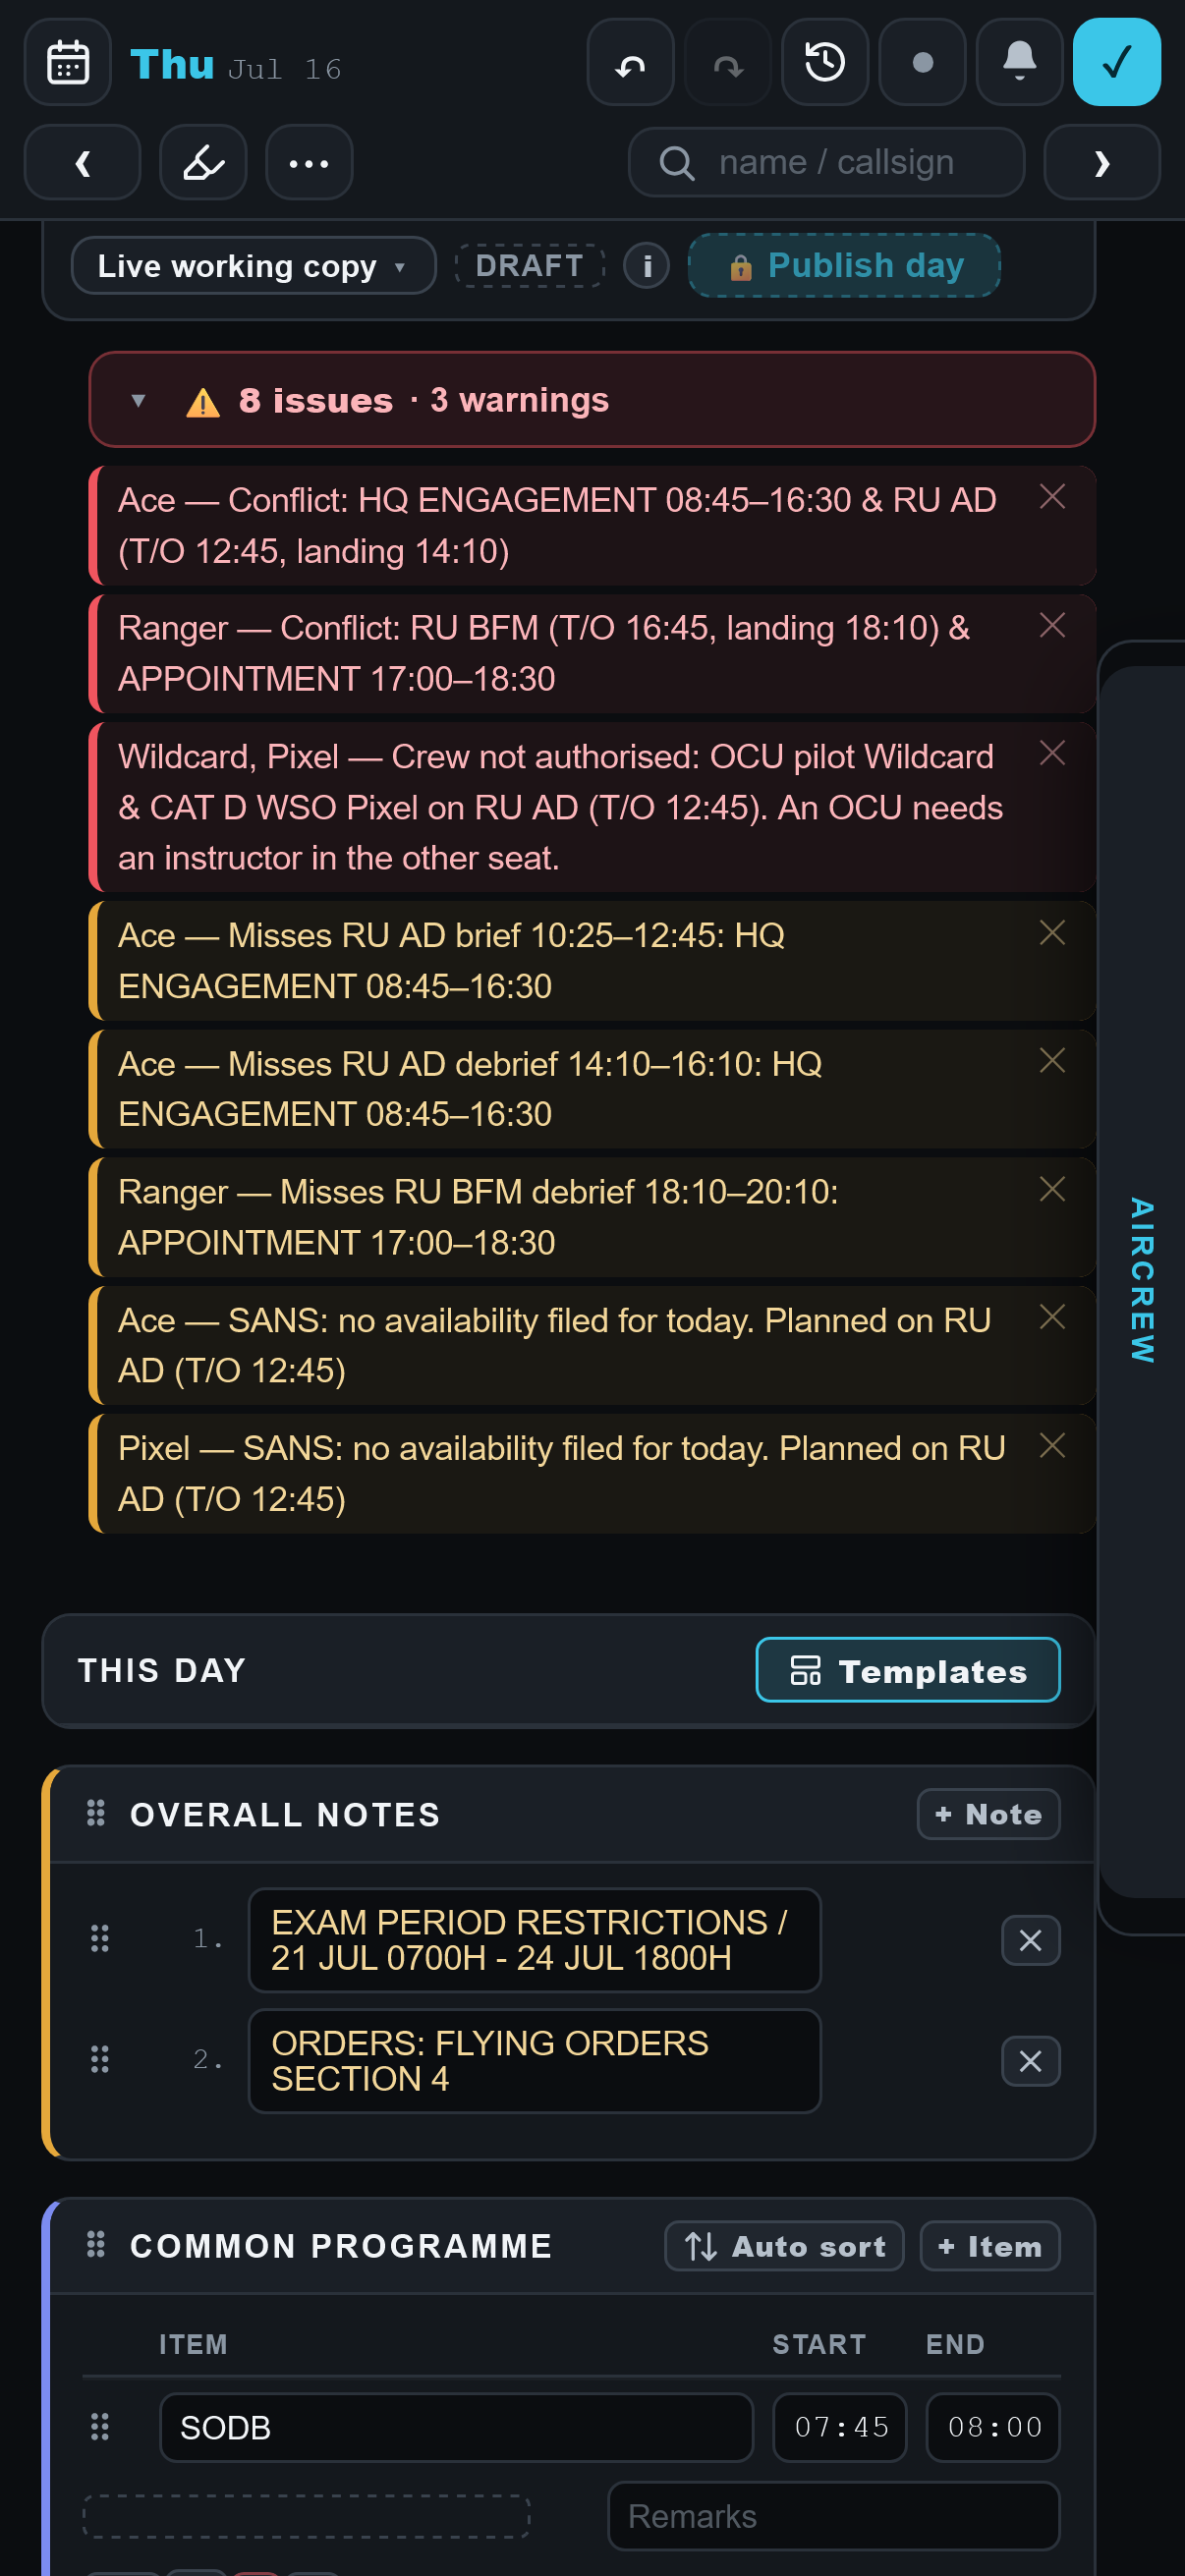 Thu Jul 16
name / callsign
Live working copy ▾ DRAFT i Publish day
8 issues · 3 warnings
Ace — Conflict: HQ ENGAGEMENT 08:45–16:30 & RU AD
(T/O 12:45, landing 14:10)
Ranger — Conflict: RU BFM (T/O 16:45, landing 18:10) &
APPOINTMENT 17:00–18:30
Wildcard, Pixel — Crew not authorised: OCU pilot Wildcard
& CAT D WSO Pixel on RU AD (T/O 12:45). An OCU needs
an instructor in the other seat.
Ace — Misses RU AD brief 10:25–12:45: HQ
ENGAGEMENT 08:45–16:30
Ace — Misses RU AD debrief 14:10–16:10: HQ
ENGAGEMENT 08:45–16:30
Ranger — Misses RU BFM debrief 18:10–20:10:
APPOINTMENT 17:00–18:30
Ace — SANS: no availability filed for today. Planned on RU
AD (T/O 12:45)
Pixel — SANS: no availability filed for today. Planned on RU
AD (T/O 12:45)
AIRCREW
THIS DAY Templates
OVERALL NOTES + Note
1. EXAM PERIOD RESTRICTIONS /
21 JUL 0700H - 24 JUL 1800H
2. ORDERS: FLYING ORDERS
SECTION 4
COMMON PROGRAMME Auto sort + Item
ITEM START END
SODB 07:45 08:00
Remarks